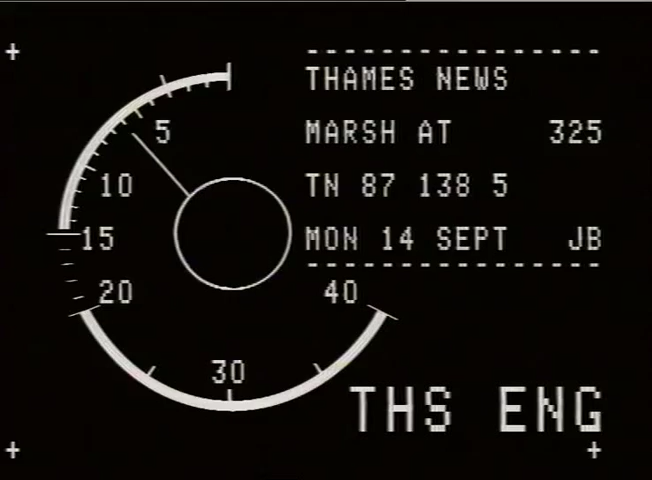 THAMES NEWS
MARSH AT 325
TN 87 138 5
MON 14 SEPT JB
5
10
15
20
30
40
THS ENG